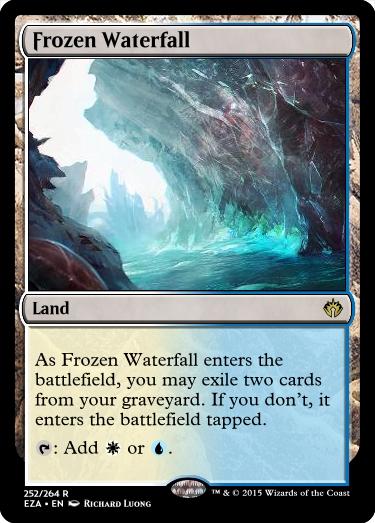 Frozen Waterfall
Land
As Frozen Waterfall enters the
battlefield, you may exile two cards
from your graveyard. If you don't, it
enters the battlefield tapped.
: Add or .
252/264 R
EZA • EN Richard Luong
™ & © 2015 Wizards of the Coast